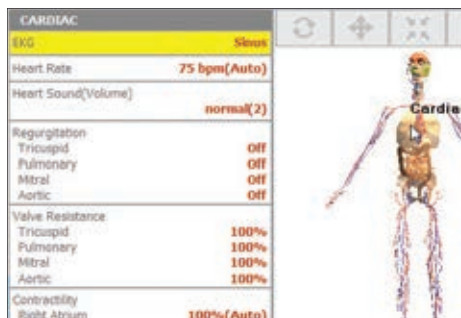 CARDIAC
EKG Sinus
Heart Rate 75 bpm(Auto)
Heart Sound(Volume)
normal(2)
Regurgitation
Tricuspid Off
Pulmonary Off
Mitral Off
Aortic Off
Valve Resistance
Tricuspid 100%
Pulmonary 100%
Mitral 100%
Aortic 100%
Contractility
Right Atrium 100%(Auto)
Cardia